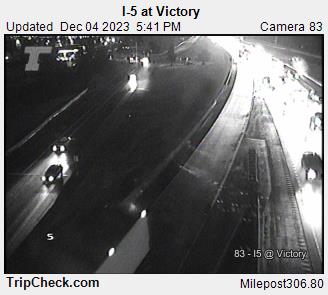 I-5 at Victory
Updated Dec 04 2023 5:41 PM Camera 83
T
S
83 - I5 @ Victory
TripCheck.com Milepost306.80